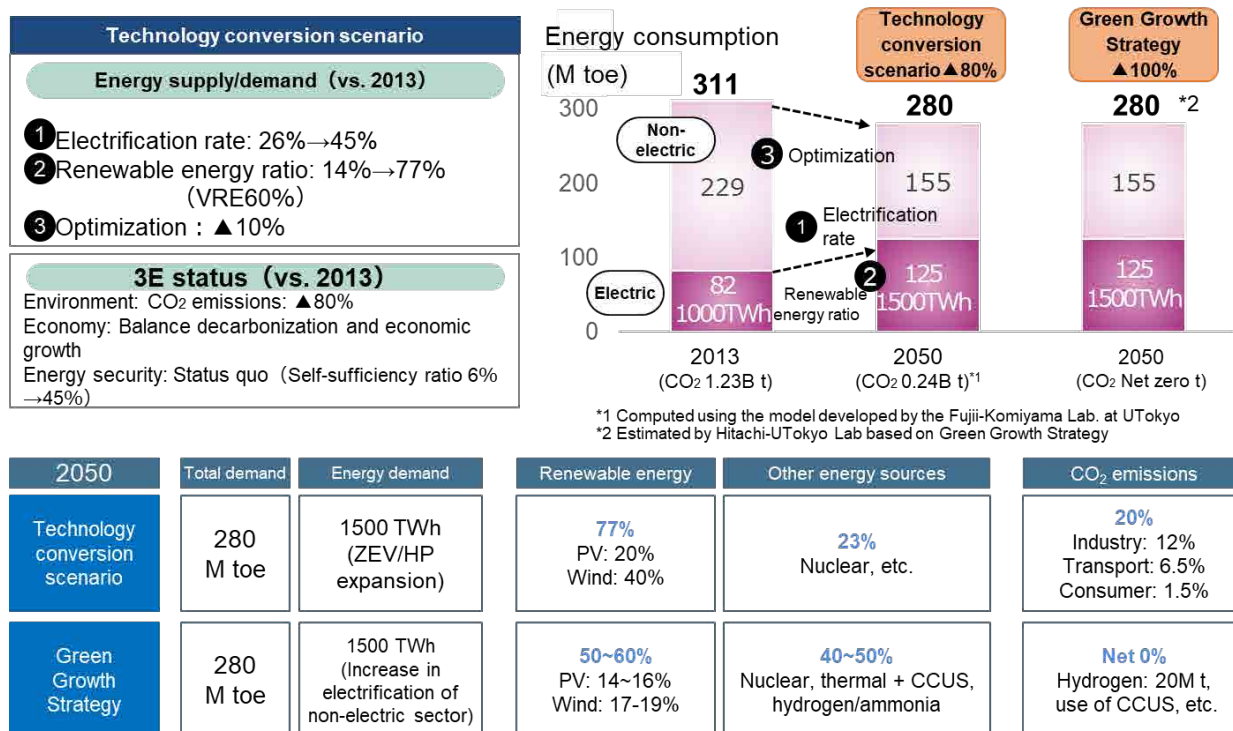 Technology conversion scenario
Energy supply/demand（vs. 2013）
❶Electrification rate: 26%→45%
❷Renewable energy ratio: 14%→77%
（VRE60%）
❸Optimization：▲10%
3E status（vs. 2013）
Environment: CO₂ emissions: ▲80%
Economy: Balance decarbonization and economic
growth
Energy security: Status quo（Self-sufficiency ratio 6%
→45%）
Energy consumption
(M toe)
Technology
conversion
scenario▲80%
Green Growth
Strategy
▲100%
311
280
280 *2
300
200
100
0
Non-
electric
Electric
229
155
155
❸ Optimization
❶ Electrification
rate
❷ Renewable
energy ratio
82
1000TWh
125
1500TWh
125
1500TWh
2013
(CO₂ 1.23B t)
2050
(CO₂ 0.24B t)*1
2050
(CO₂ Net zero t)
*1 Computed using the model developed by the Fujii-Komiyama Lab. at UTokyo
*2 Estimated by Hitachi-UTokyo Lab based on Green Growth Strategy
2050
Total demand
Energy demand
Renewable energy
Other energy sources
CO₂ emissions
Technology
conversion
scenario
280
M toe
1500 TWh
(ZEV/HP
expansion)
77%
PV: 20%
Wind: 40%
23%
Nuclear, etc.
20%
Industry: 12%
Transport: 6.5%
Consumer: 1.5%
Green
Growth
Strategy
280
M toe
1500 TWh
(Increase in
electrification of
non-electric sector)
50~60%
PV: 14~16%
Wind: 17-19%
40~50%
Nuclear, thermal + CCUS,
hydrogen/ammonia
Net 0%
Hydrogen: 20M t,
use of CCUS, etc.